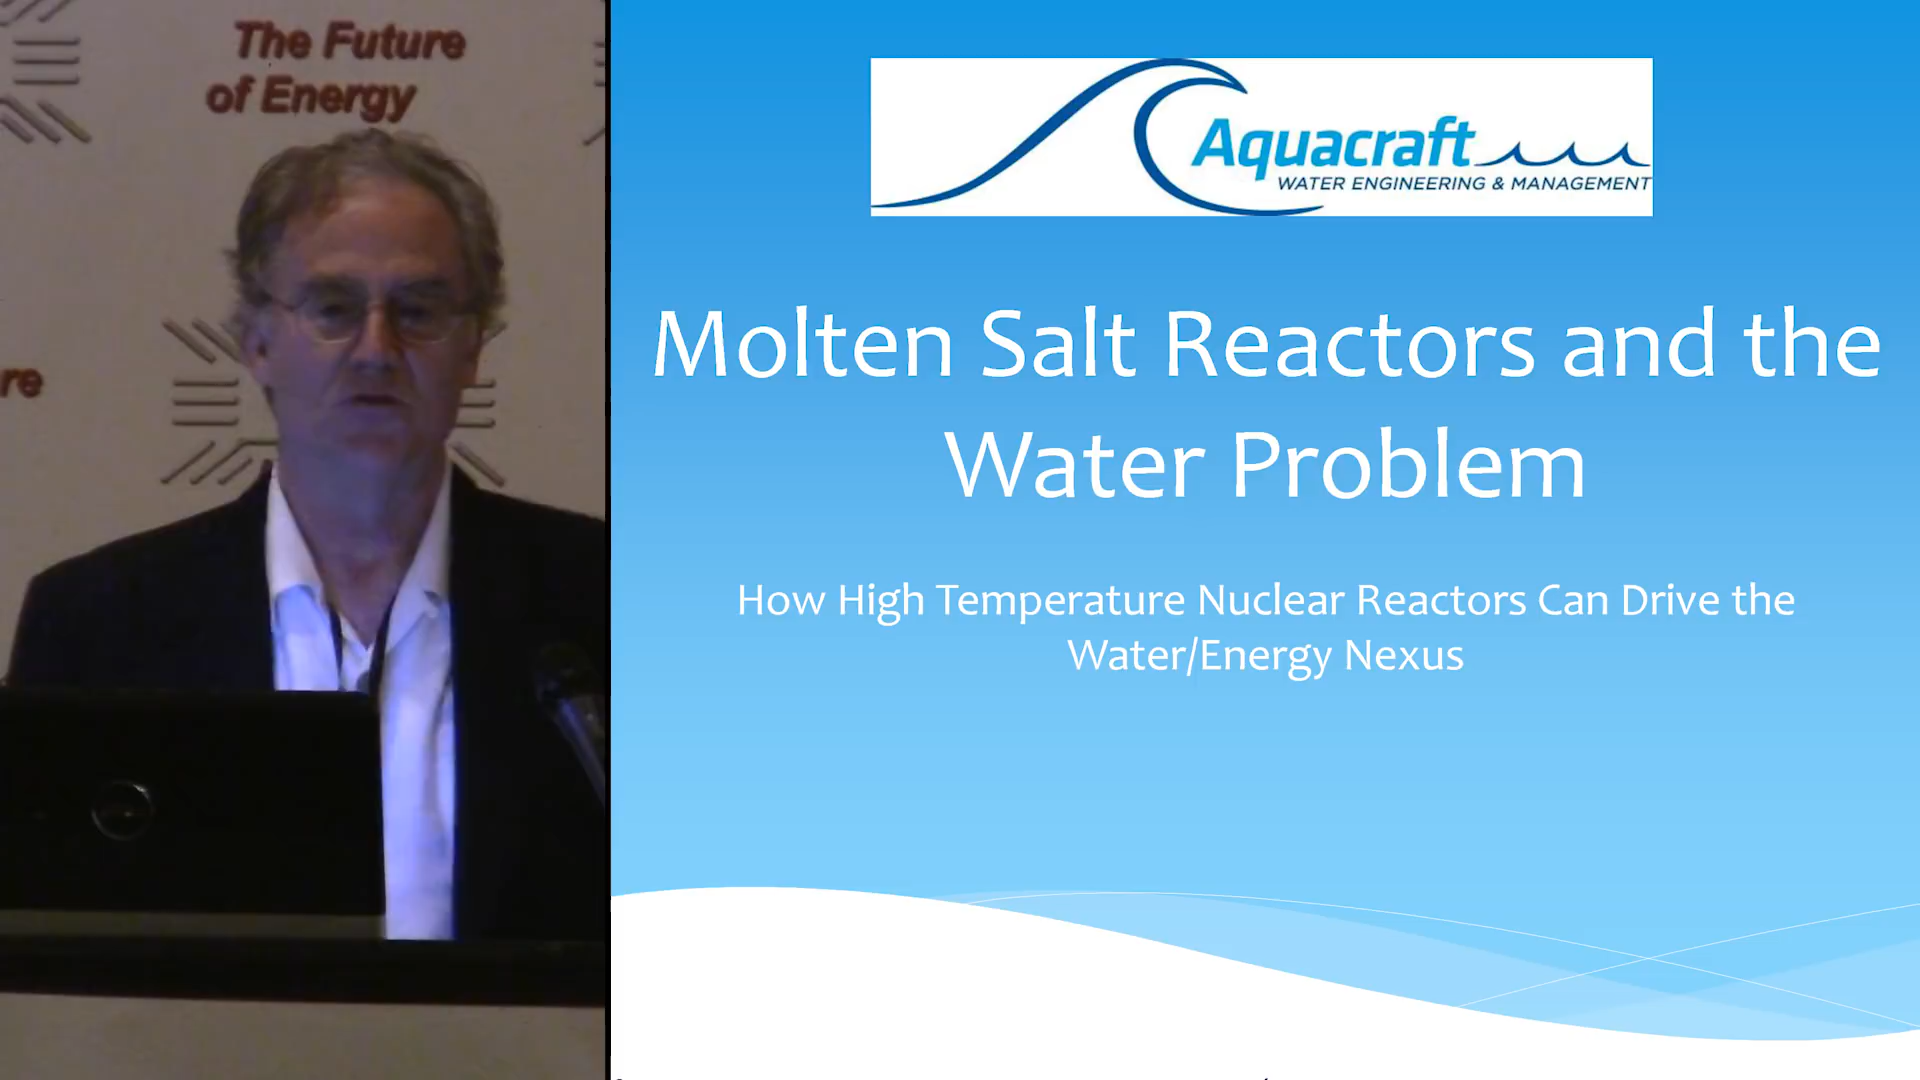 The Future
of Energy
re
Aquacraft
WATER ENGINEERING & MANAGEMENT
Molten Salt Reactors and the
Water Problem
How High Temperature Nuclear Reactors Can Drive the
Water/Energy Nexus